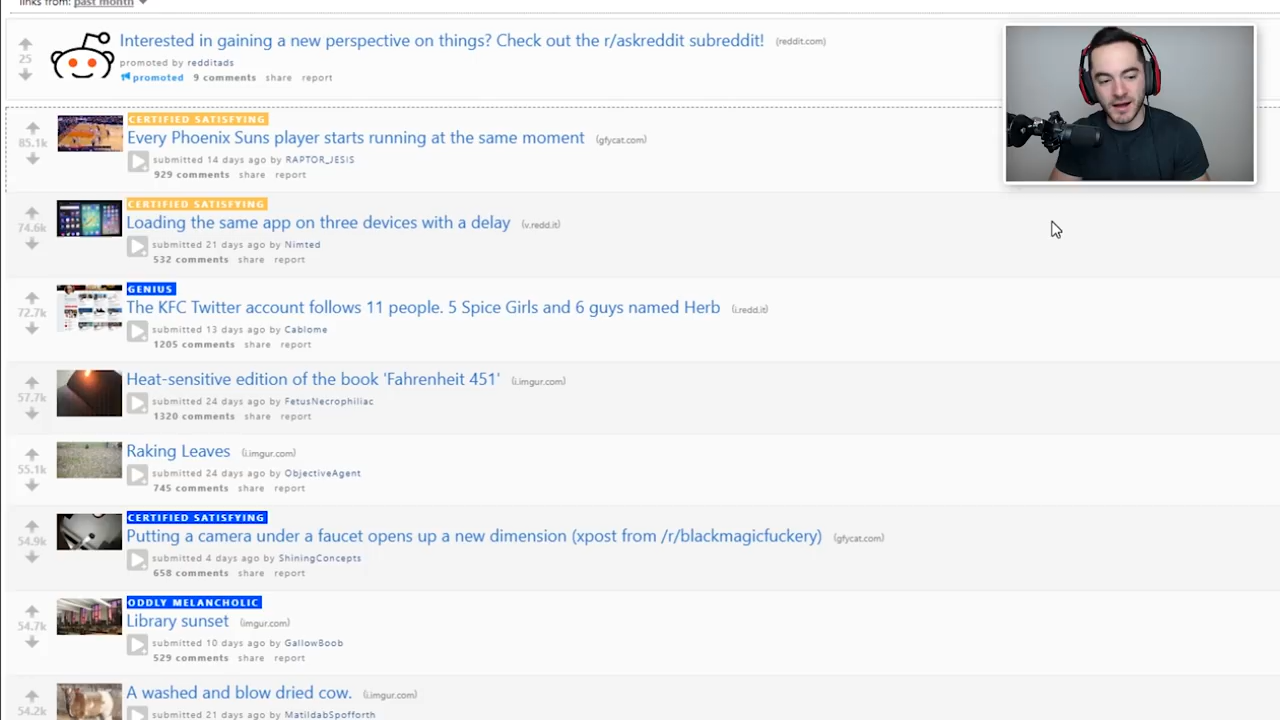 links from: past month
Interested in gaining a new perspective on things? Check out the r/askreddit subreddit! (reddit.com)
25
promoted by redditads
promoted 9 comments share report
CERTIFIED SATISFYING
Every Phoenix Suns player starts running at the same moment (gfycat.com)
85.1k
submitted 14 days ago by RAPTOR_JESIS
929 comments share report
CERTIFIED SATISFYING
Loading the same app on three devices with a delay (v.redd.it)
74.6k
submitted 21 days ago by Nimted
532 comments share report
GENIUS
The KFC Twitter account follows 11 people. 5 Spice Girls and 6 guys named Herb (i.redd.it)
72.7k
submitted 13 days ago by Cablome
1205 comments share report
Heat-sensitive edition of the book 'Fahrenheit 451' (i.imgur.com)
57.7k
submitted 24 days ago by FetusNecrophiliac
1320 comments share report
Raking Leaves (i.imgur.com)
55.1k
submitted 24 days ago by ObjectiveAgent
745 comments share report
CERTIFIED SATISFYING
Putting a camera under a faucet opens up a new dimension (xpost from /r/blackmagicfuckery) (gfycat.com)
54.9k
submitted 4 days ago by ShiningConcepts
658 comments share report
ODDLY MELANCHOLIC
Library sunset (imgur.com)
54.7k
submitted 10 days ago by GallowBoob
529 comments share report
A washed and blow dried cow. (i.imgur.com)
54.2k
submitted 21 days ago by MatildabSpofforth